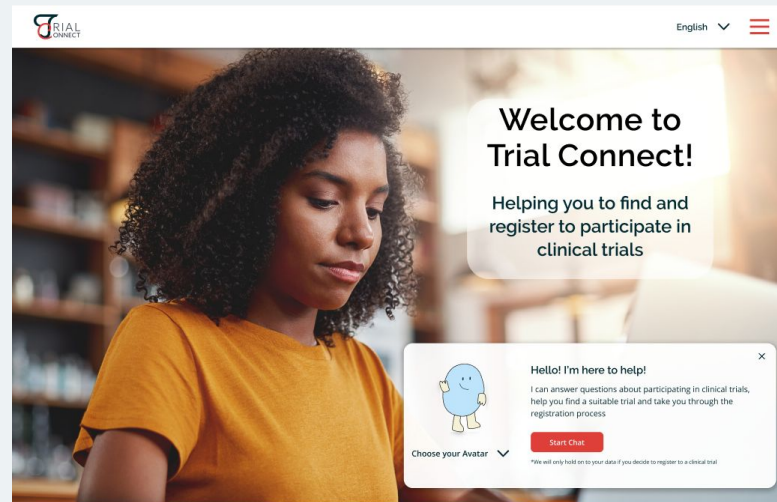 TRIAL
CONNECT
English
Welcome to
Trial Connect!
Helping you to find and
register to participate in
clinical trials
Hello! I'm here to help!
I can answer questions about participating in clinical trials,
help you find a suitable trial and take you through the
registration process
Choose your Avatar
Start Chat
*We will only hold on to your data if you decide to register to a clinical trial